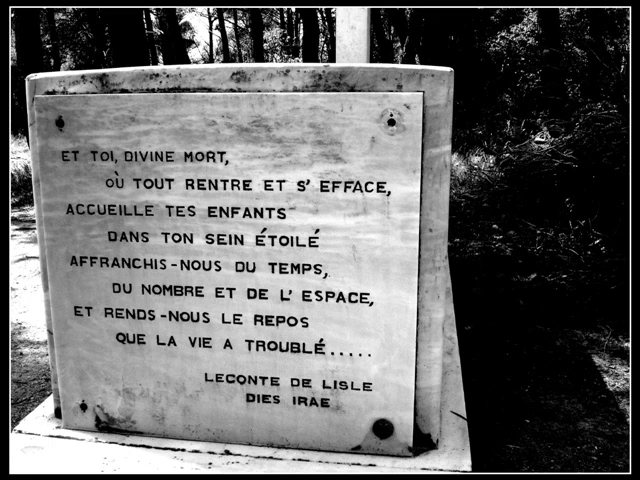 ET TOI, DIVINE MORT,
OÙ TOUT RENTRE ET S' EFFACE,
ACCUEILLE TES ENFANTS
DANS TON SEIN ÉTOILÉ
AFFRANCHIS-NOUS DU TEMPS,
DU NOMBRE ET DE L' ESPACE,
ET RENDS-NOUS LE REPOS
QUE LA VIE A TROUBLÉ.....
LECONTE DE LISLE
DIES IRAE